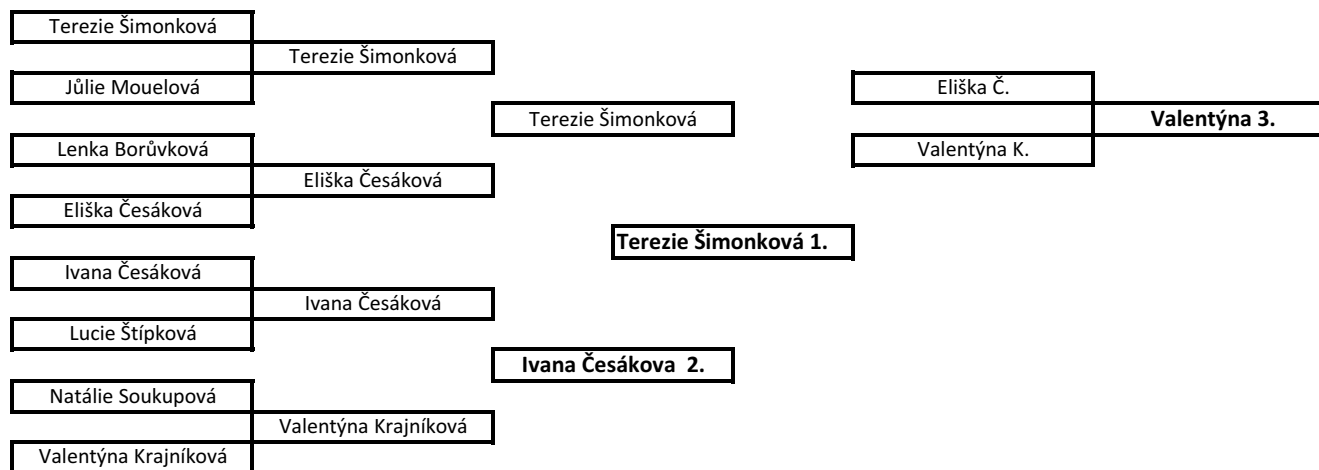 Terezie Šimonková
Terezie Šimonková
Jůlie Mouelová
Eliška Č.
Terezie Šimonková
Valentýna 3.
Lenka Borůvková
Valentýna K.
Eliška Česáková
Eliška Česáková
Terezie Šimonková 1.
Ivana Česáková
Ivana Česáková
Lucie Štípková
Ivana Česákova 2.
Natálie Soukupová
Valentýna Krajníková
Valentýna Krajníková